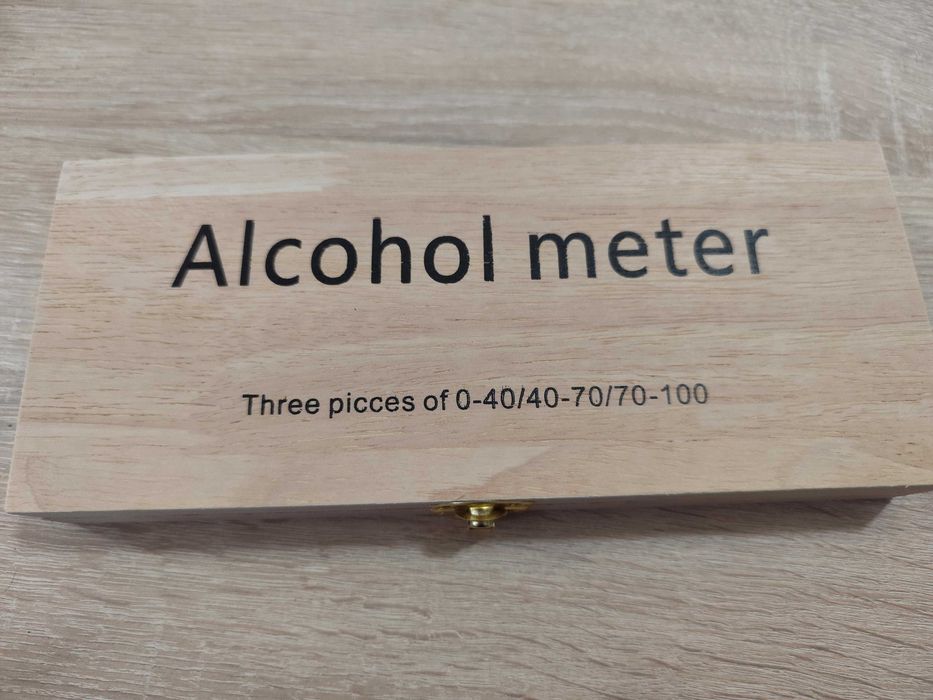 Alcohol meter
Three picces of 0-40/40-70/70-100